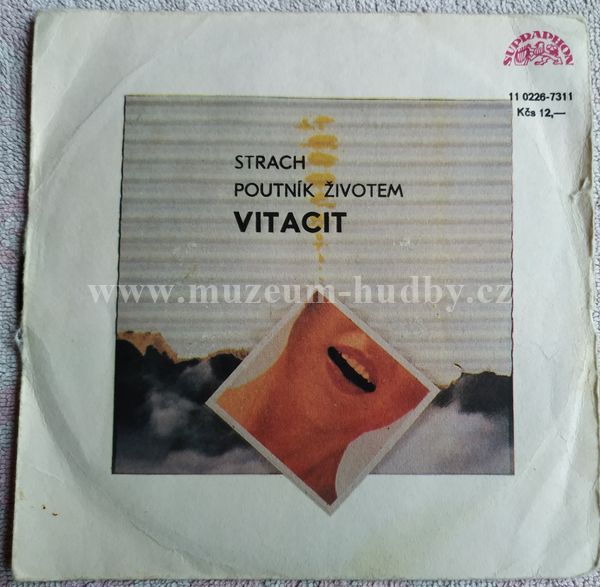 SUPRAPHON
11 0226-7311
Kčs 12,—
STRACH
POUTNÍK ŽIVOTEM
VITACIT
www.muzeum-hudby.cz